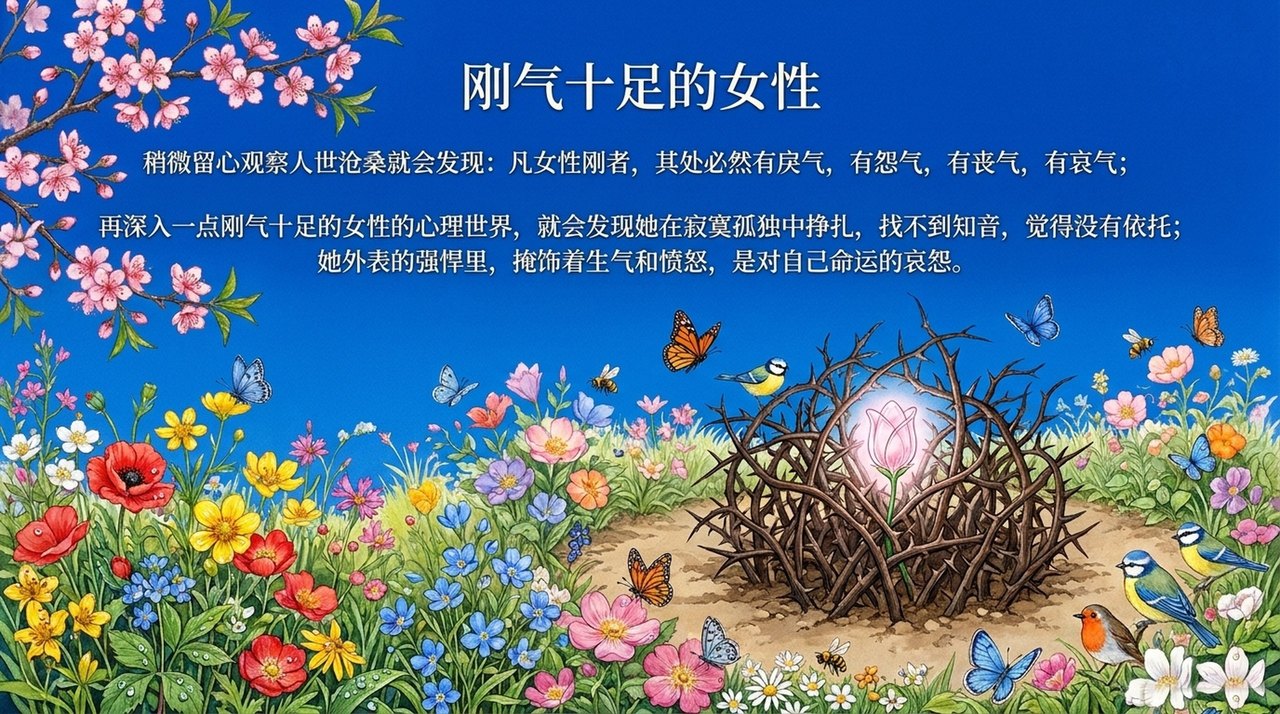 刚气十足的女性
稍微留心观察人世沧桑就会发现：凡女性刚者，其处必然有戾气，有怨气，有丧气，有哀气；
再深入一点刚气十足的女性的心理世界，就会发现她在寂寞孤独中挣扎，找不到知音，觉得没有依托；
她外表的强悍里，掩饰着生气和愤怒，是对自己命运的哀怨。